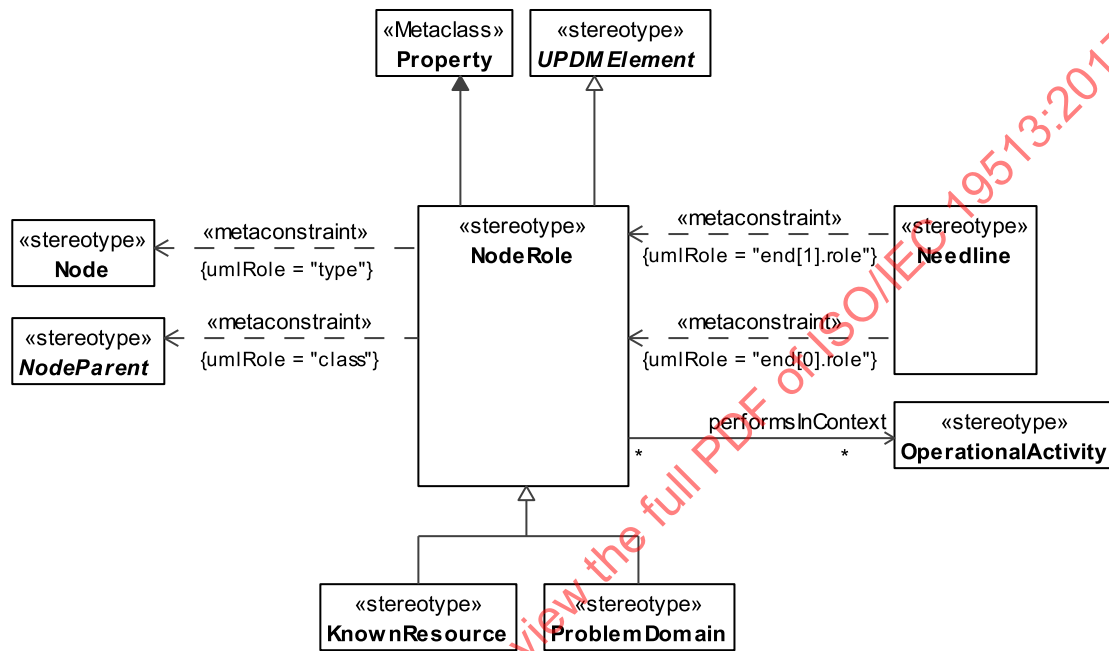 «Metaclass»
Property
«stereotype»
UPDMElement
«stereotype»
Node
«metaconstraint»
{umlRole = "type"}
«stereotype»
NodeParent
«metaconstraint»
{umlRole = "class"}
«stereotype»
NodeRole
«metaconstraint»
{umlRole = "end[1].role"}
«metaconstraint»
{umlRole = "end[0].role"}
«stereotype»
Needline
performsInContext
*
*
«stereotype»
OperationalActivity
«stereotype»
KnownResource
«stereotype»
ProblemDomain
view the full PDF of ISO/IEC 19513:2017